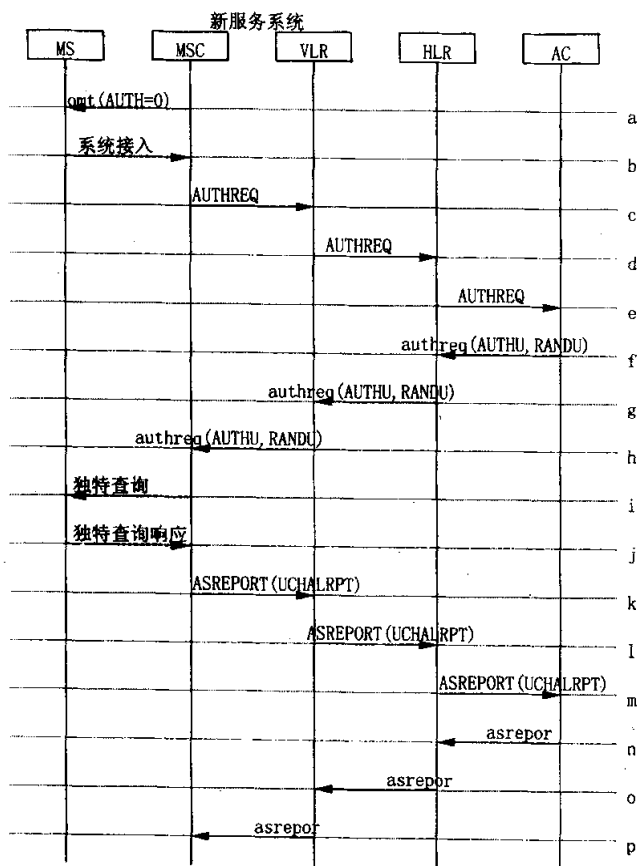 新服务系统
MS MSC VLR HLR AC
omt(AUTH=0) a
系统接入 b
AUTHREQ c
AUTHREQ d
AUTHREQ e
authreq(AUTHU,RANDU) f
authreq(AUTHU,RANDU) g
authreq(AUTHU,RANDU) h
独特查询 i
独特查询响应 j
ASREPORT(UCHALRPT) k
ASREPORT(UCHALRPT) l
ASREPORT(UCHALRPT) m
asrepor n
asrepor o
asrepor p